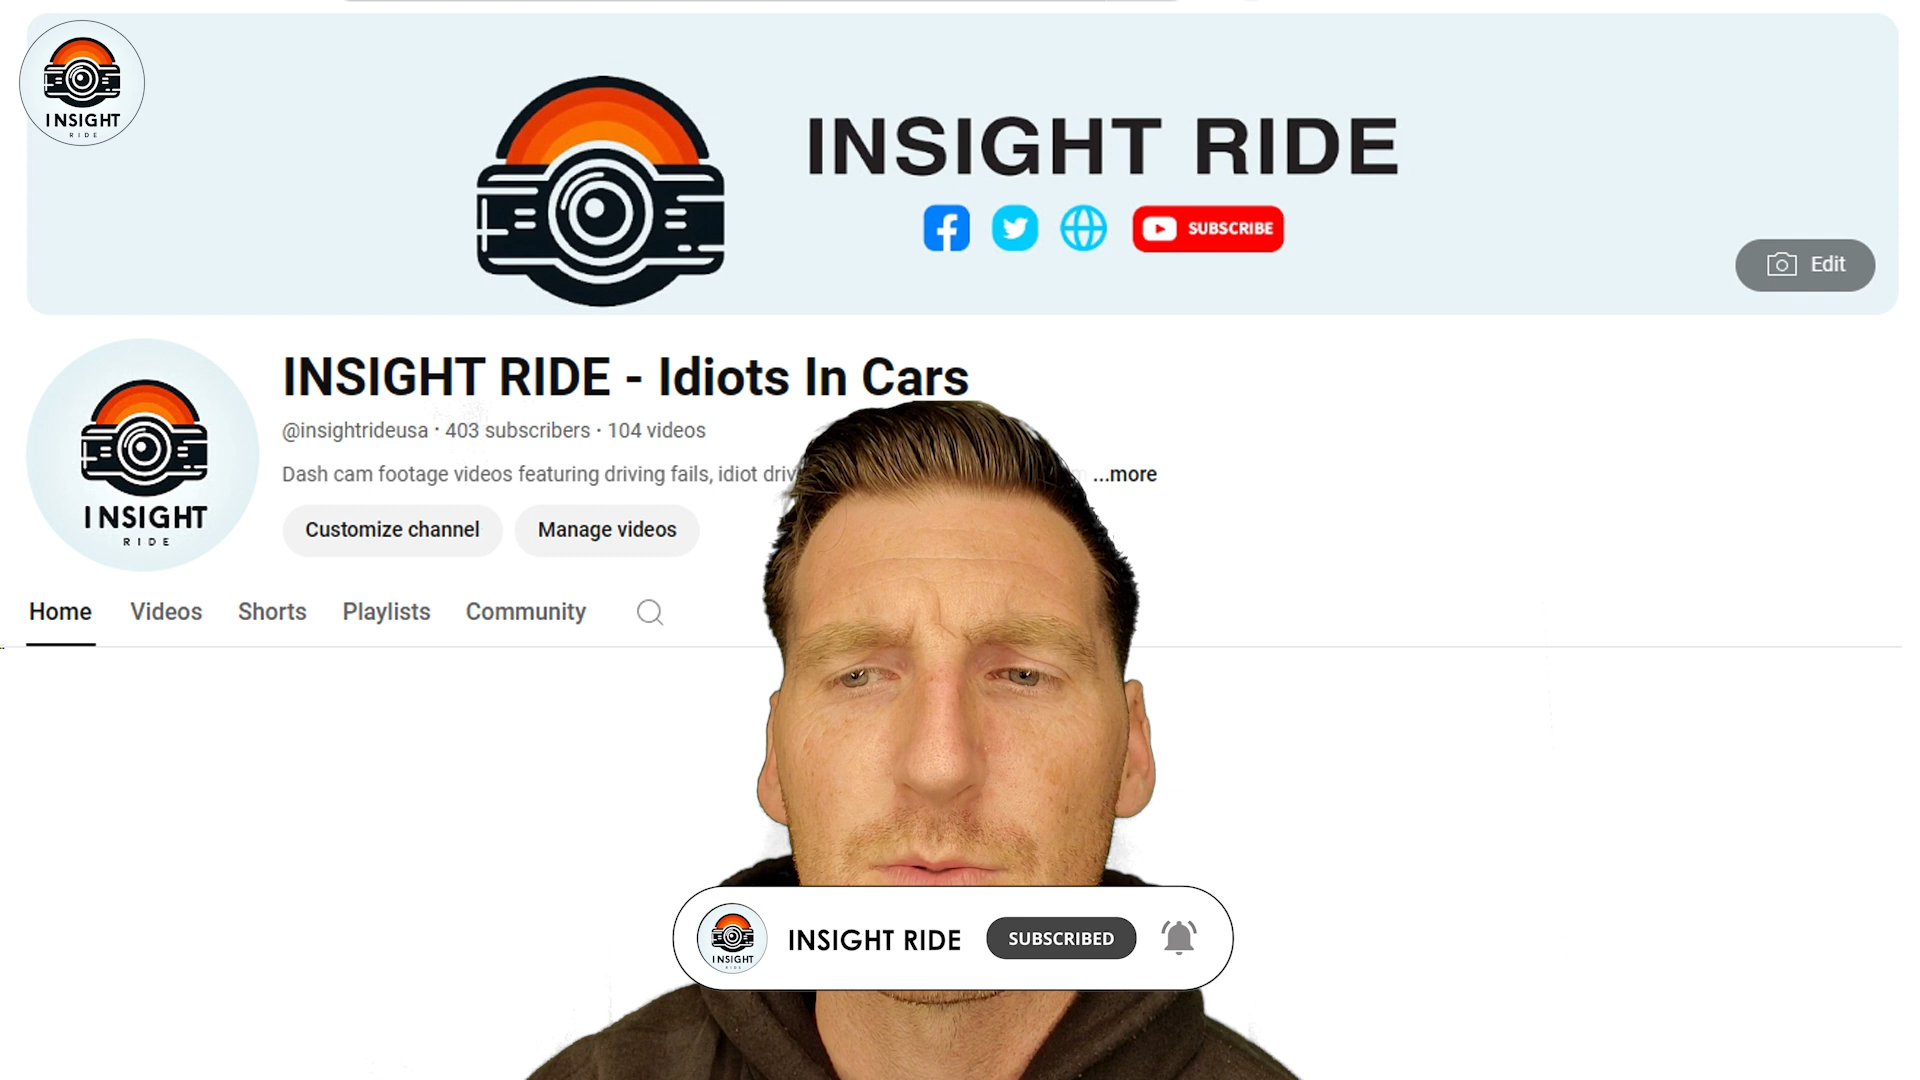 INSIGHT
RIDE
INSIGHT RIDE
SUBSCRIBE
Edit
INSIGHT
RIDE
INSIGHT RIDE - Idiots In Cars
@insightrideusa · 403 subscribers · 104 videos
Dash cam footage videos featuring driving fails, idiot ...more
Customize channel
Manage videos
Home
Videos
Shorts
Playlists
Community
INSIGHT
RIDE
INSIGHT RIDE
SUBSCRIBED